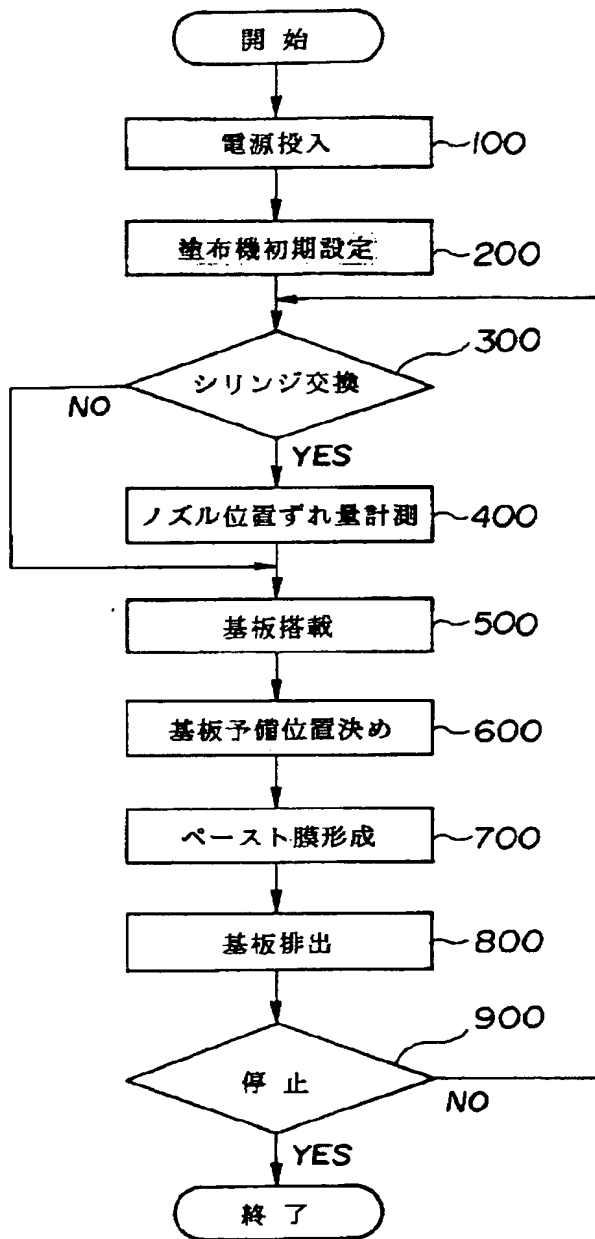 開始
電源投入
100
塗布機初期設定
200
300
シリンジ交換
NO
YES
ノズル位置ずれ量計測
400
基板搭載
500
基板予備位置決め
600
ペースト膜形成
700
基板排出
800
900
停止
NO
YES
終了